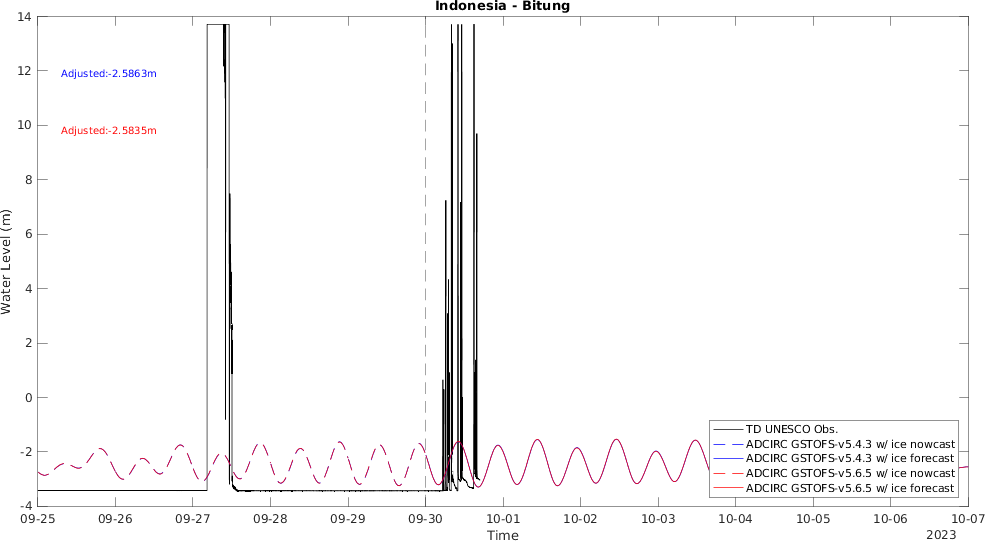 Indonesia - Bitung
14
12
10
8
6
4
2
0
-2
-4
Water Level (m)
Adjusted:-2.5863m
Adjusted:-2.5835m
TD UNESCO Obs.
ADCIRC GSTOFS-v5.4.3 w/ ice nowcast
ADCIRC GSTOFS-v5.4.3 w/ ice forecast
ADCIRC GSTOFS-v5.6.5 w/ ice nowcast
ADCIRC GSTOFS-v5.6.5 w/ ice forecast
09-25 09-26 09-27 09-28 09-29 09-30 10-01 10-02 10-03 10-04 10-05 10-06 10-07
Time
2023